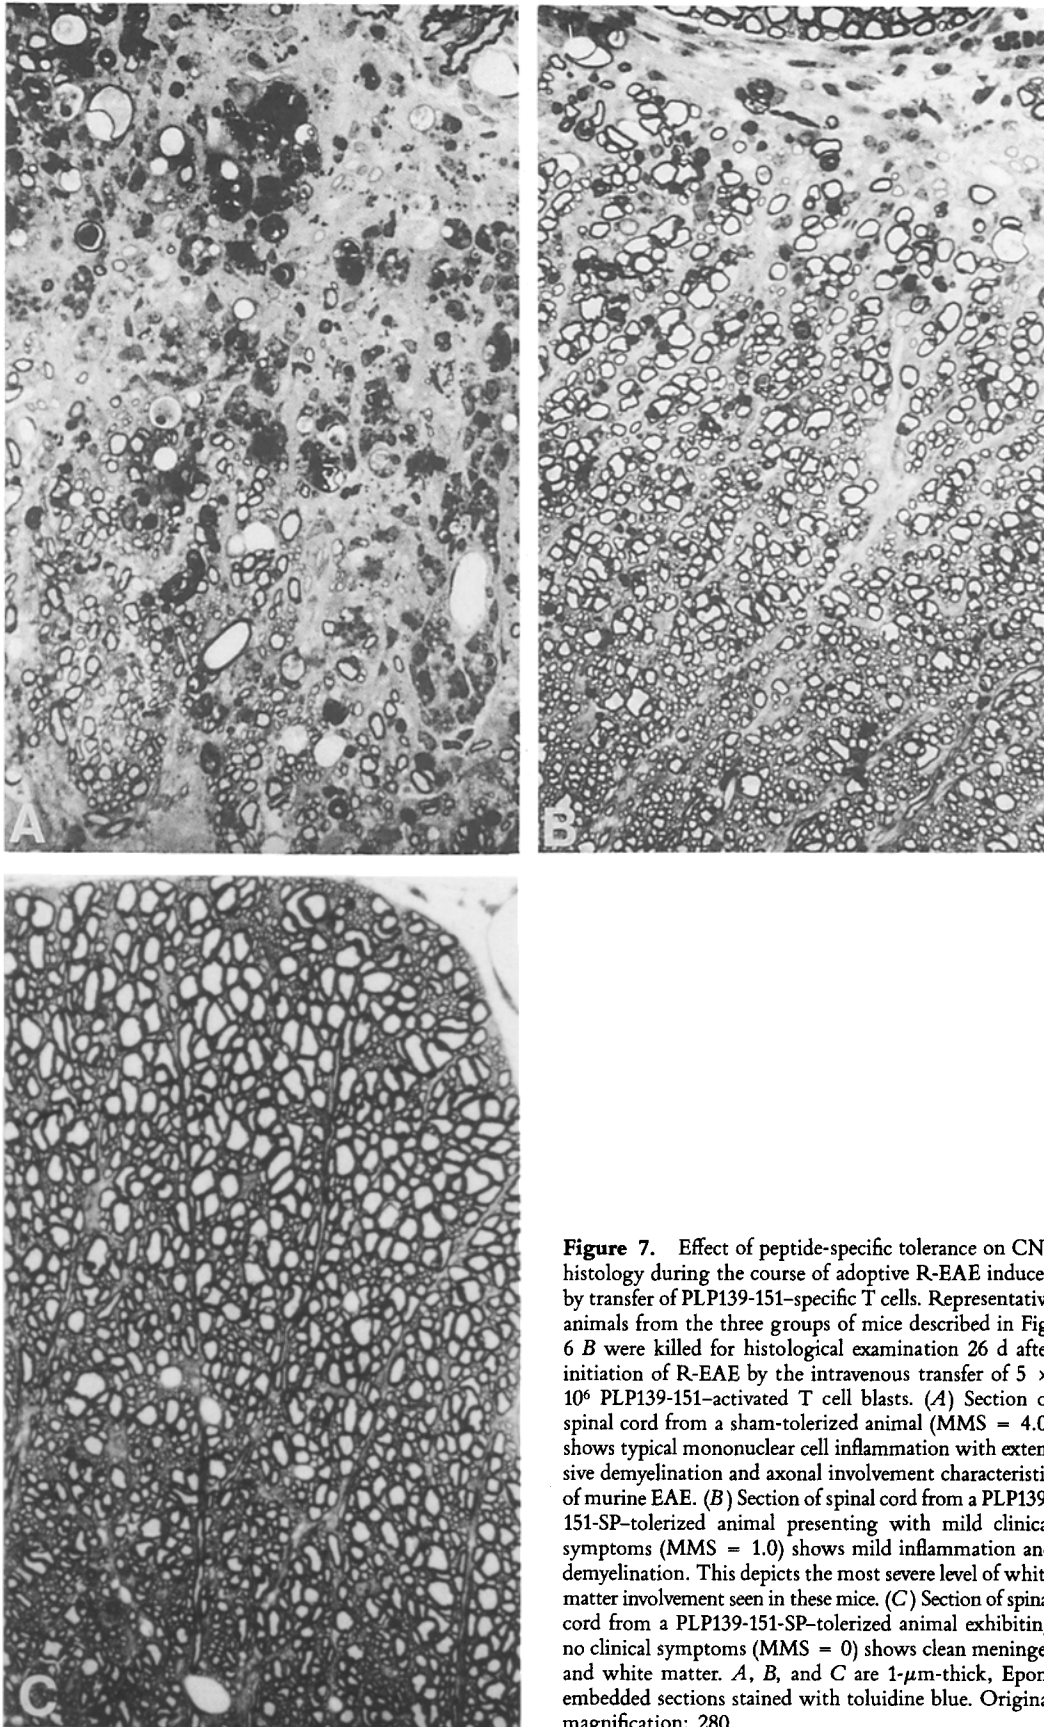 A
B
C
Figure 7. Effect of peptide-specific tolerance on CN
histology during the course of adoptive R-EAE induce
by transfer of PLP139-151–specific T cells. Representativ
animals from the three groups of mice described in Fig
6 B were killed for histological examination 26 d afte
initiation of R-EAE by the intravenous transfer of 5 ×
10⁶ PLP139-151–activated T cell blasts. (A) Section o
spinal cord from a sham-tolerized animal (MMS = 4.0
shows typical mononuclear cell inflammation with exten
sive demyelination and axonal involvement characteristi
of murine EAE. (B) Section of spinal cord from a PLP139
151-SP–tolerized animal presenting with mild clinica
symptoms (MMS = 1.0) shows mild inflammation an
demyelination. This depicts the most severe level of whit
matter involvement seen in these mice. (C) Section of spina
cord from a PLP139-151-SP–tolerized animal exhibitin
no clinical symptoms (MMS = 0) shows clean meninge
and white matter. A, B, and C are 1-μm-thick, Epon
embedded sections stained with toluidine blue. Origina
magnification: 280